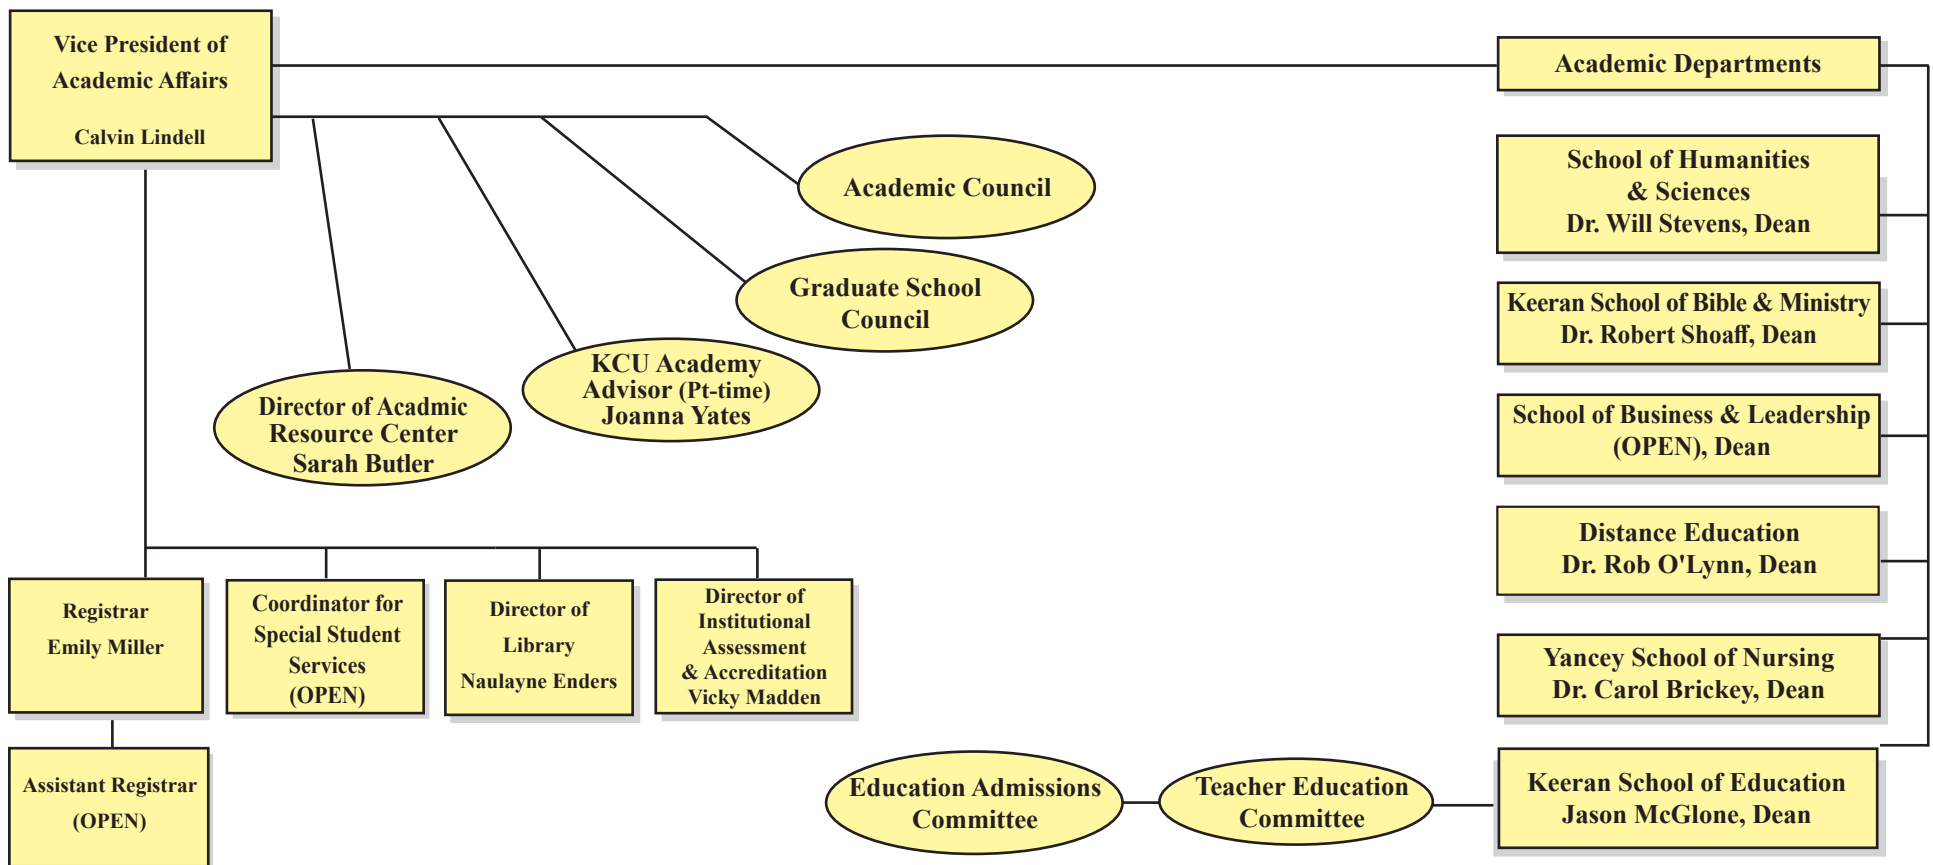 Vice President of
Academic Affairs
Calvin Lindell
Academic Departments
School of Humanities
& Sciences
Dr. Will Stevens, Dean
Academic Council
Graduate School
Council
Keeran School of Bible & Ministry
Dr. Robert Shoaff, Dean
KCU Academy
Advisor (Pt-time)
Joanna Yates
Director of Acadmic
Resource Center
Sarah Butler
School of Business & Leadership
(OPEN), Dean
Distance Education
Dr. Rob O'Lynn, Dean
Registrar
Emily Miller
Coordinator for
Special Student
Services
(OPEN)
Director of
Library
Naulayne Enders
Director of
Institutional
Assessment
& Accreditation
Vicky Madden
Yancey School of Nursing
Dr. Carol Brickey, Dean
Assistant Registrar
(OPEN)
Education Admissions
Committee
Teacher Education
Committee
Keeran School of Education
Jason McGlone, Dean